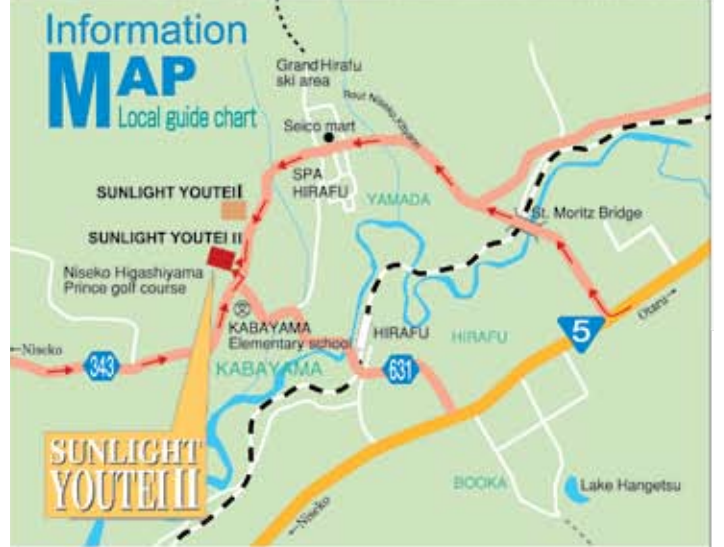 Information
MAP
Local guide chart
Grand Hirafu
ski area
Seico mart
SPA
HIRAFU
YAMADA
SUNLIGHT YOUTEI I
SUNLIGHT YOUTEI II
St. Moritz Bridge
Niseko Higashiyama
Prince golf course
Otaru→
5
KABAYAMA
Elementary school
HIRAFU
HIRAFU
←Niseko
343
KABAYAMA
631
SUNLIGHT
YOUTEI II
BOOKA
Lake Hangetsu
←Niseko